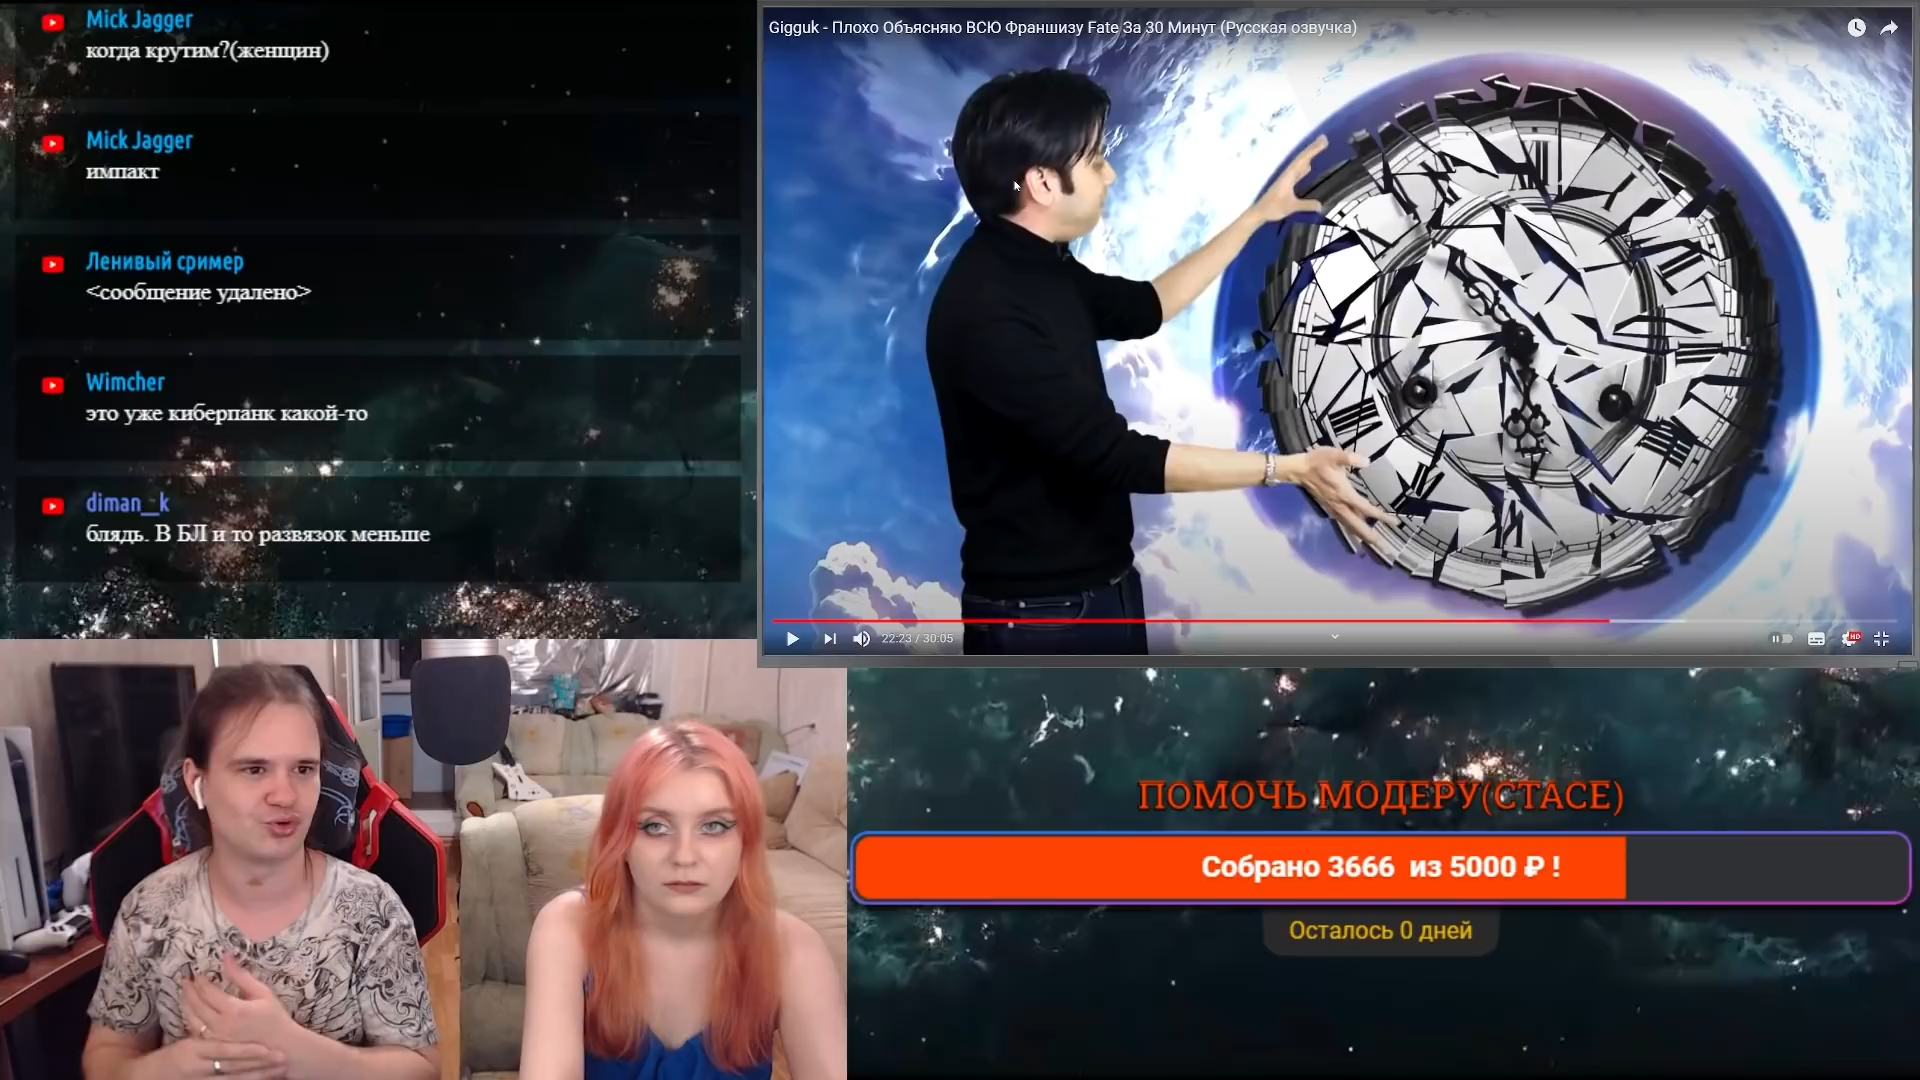 Mick Jagger
когда крутим?(женщин)
Mick Jagger
импакт
Ленивый сример
<сообщение удалено>
Wimcher
это уже киберпанк какой-то
diman__k
блядь. В БЛ и то развязок меньше
Gigguk - Плохо Объясняю ВСЮ Франшизу Fate За 30 Минут (Русская озвучка)
22:23 / 30:05
HD
ПОМОЧЬ МОДЕРУ(СТАСЕ)
Собрано 3666 из 5000 ₽ !
Осталось 0 дней